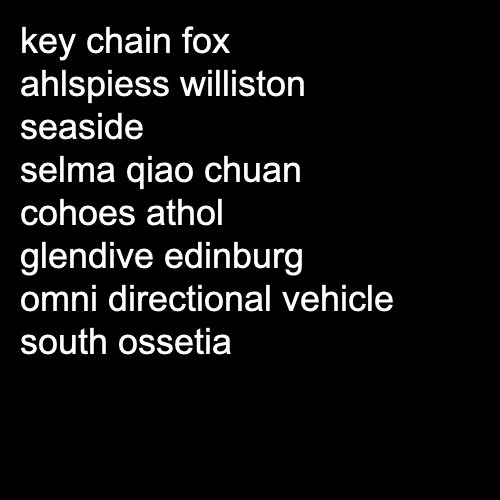 key chain fox
ahlspiess williston
seaside
selma qiao chuan
cohoes athol
glendive edinburg
omni directional vehicle
south ossetia